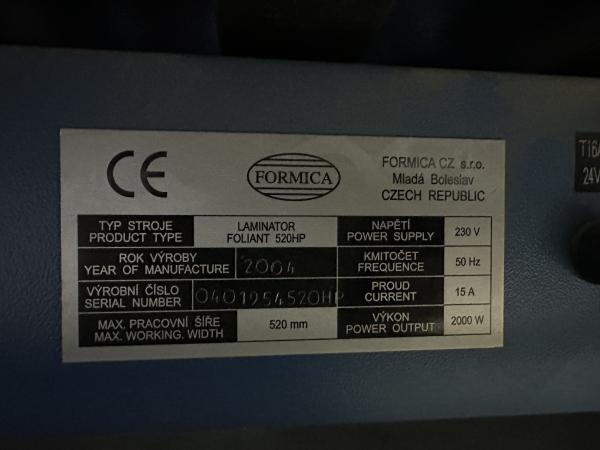 CE
FORMICA
FORMICA CZ s.r.o.
Mladá Boleslav
CZECH REPUBLIC
TYP STROJE
PRODUCT TYPE
LAMINATOR
FOLIANT 520HP
NAPĚTÍ
POWER SUPPLY
230 V
ROK VÝROBY
YEAR OF MANUFACTURE
2004
KMITOČET
FREQUENCE
50 Hz
VÝROBNÍ ČÍSLO
SERIAL NUMBER
0401954520HP
PROUD
CURRENT
15 A
MAX. PRACOVNÍ ŠÍŘE
MAX. WORKING. WIDTH
520 mm
VÝKON
POWER OUTPUT
2000 W
24V